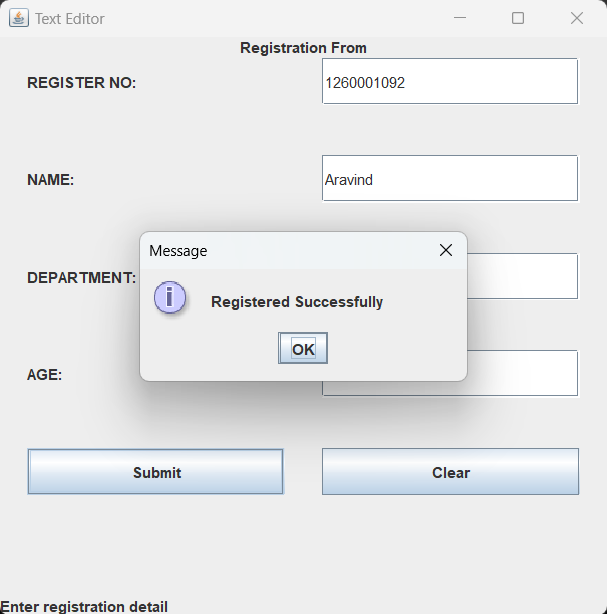 Text Editor
Registration From
REGISTER NO:
1260001092
NAME:
Aravind
DEPARTMENT:
Message
i
Registered Successfully
OK
AGE:
Submit
Clear
Enter registration detail